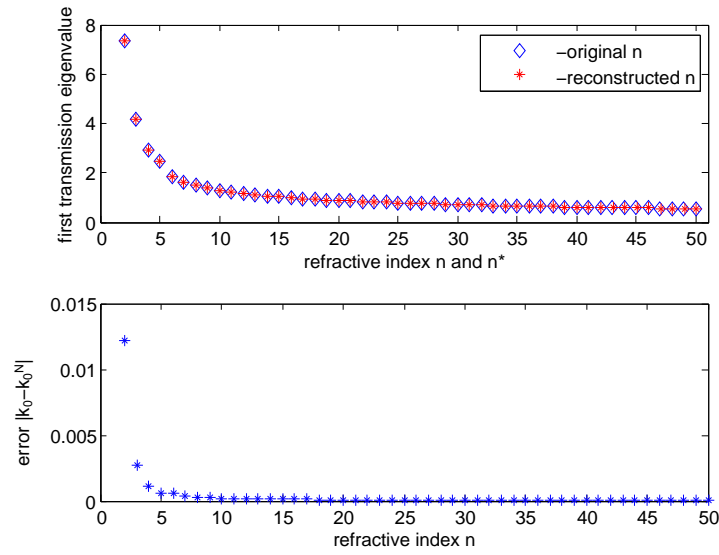 8
6
4
2
0
first transmission eigenvalue
–original n
–reconstructed n
0 5 10 15 20 25 30 35 40 45 50
refractive index n and n*
0.015
0.01
0.005
0
error |k₀–k₀ᴺ|
0 5 10 15 20 25 30 35 40 45 50
refractive index n